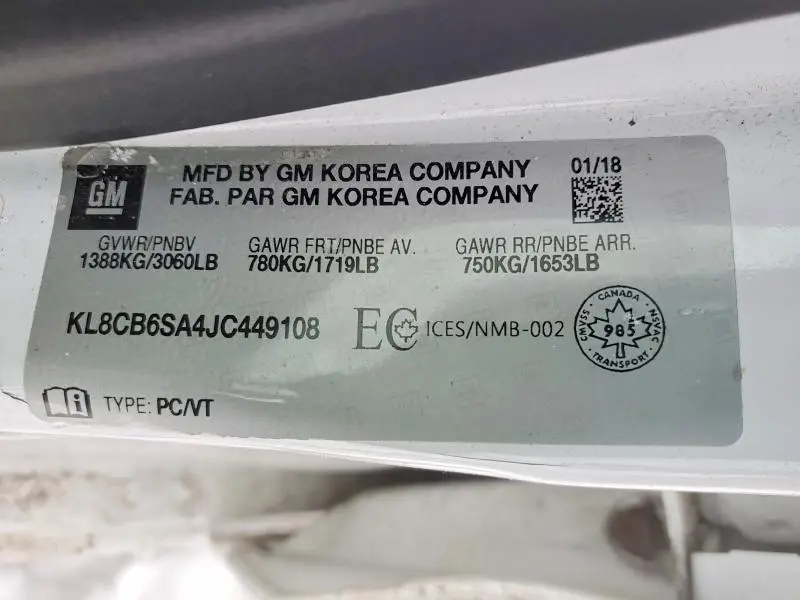 GM
MFD BY GM KOREA COMPANY
FAB. PAR GM KOREA COMPANY
01/18
GVWR/PNBV
1388KG/3060LB
GAWR FRT/PNBE AV.
780KG/1719LB
GAWR RR/PNBE ARR.
750KG/1653LB
KL8CB6SA4JC449108
EC ICES/NMB-002
CANADA
CMVSS
985
NSVAC
TRANSPORT
i
TYPE: PC/VT